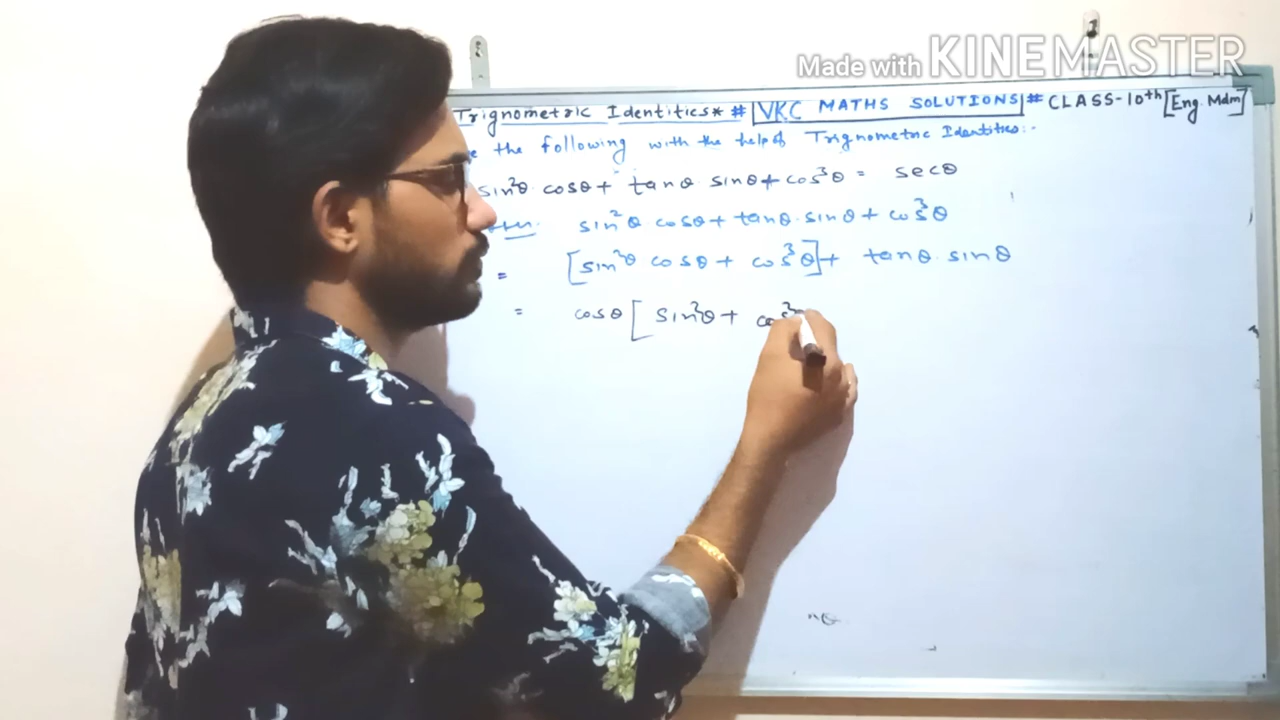 Made with KINEMASTER
Trignometric Identities* # VKC MATHS SOLUTIONS # CLASS-10th [Eng. Mdm]
the following with the help of Trignometric Identities:-
sin²θ cosθ + tanθ sinθ + cos³θ = secθ
sin²θ cosθ + tanθ. sinθ + cos³θ
= [sin²θ cosθ + cos³θ] + tanθ. sinθ
= cosθ [ sin²θ + cos²